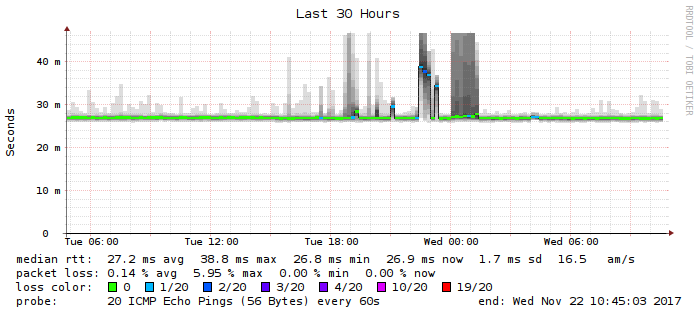 Last 30 Hours
RRDTOOL / TOBI OETIKER
Seconds
40 m
30 m
20 m
10 m
0
Tue 06:00 Tue 12:00 Tue 18:00 Wed 00:00 Wed 06:00
median rtt: 27.2 ms avg 38.8 ms max 26.8 ms min 26.9 ms now 1.7 ms sd 16.5 am/s
packet loss: 0.14 % avg 5.95 % max 0.00 % min 0.00 % now
loss color: 0 1/20 2/20 3/20 4/20 10/20 19/20
probe: 20 ICMP Echo Pings (56 Bytes) every 60s end: Wed Nov 22 10:45:03 2017